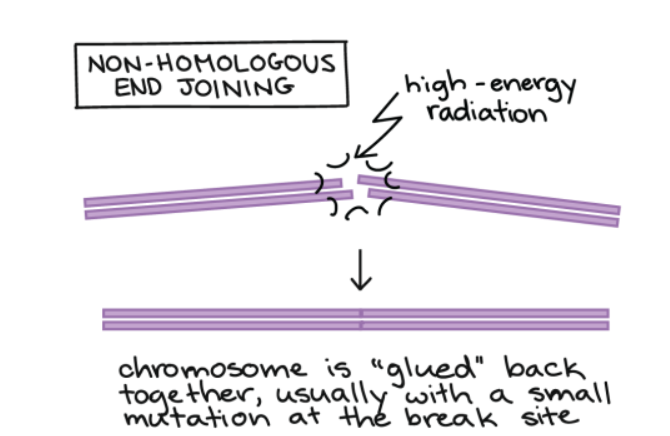 NON-HOMOLOGOUS
END JOINING
high-energy
radiation
chromosome is "glued" back
together, usually with a small
mutation at the break site